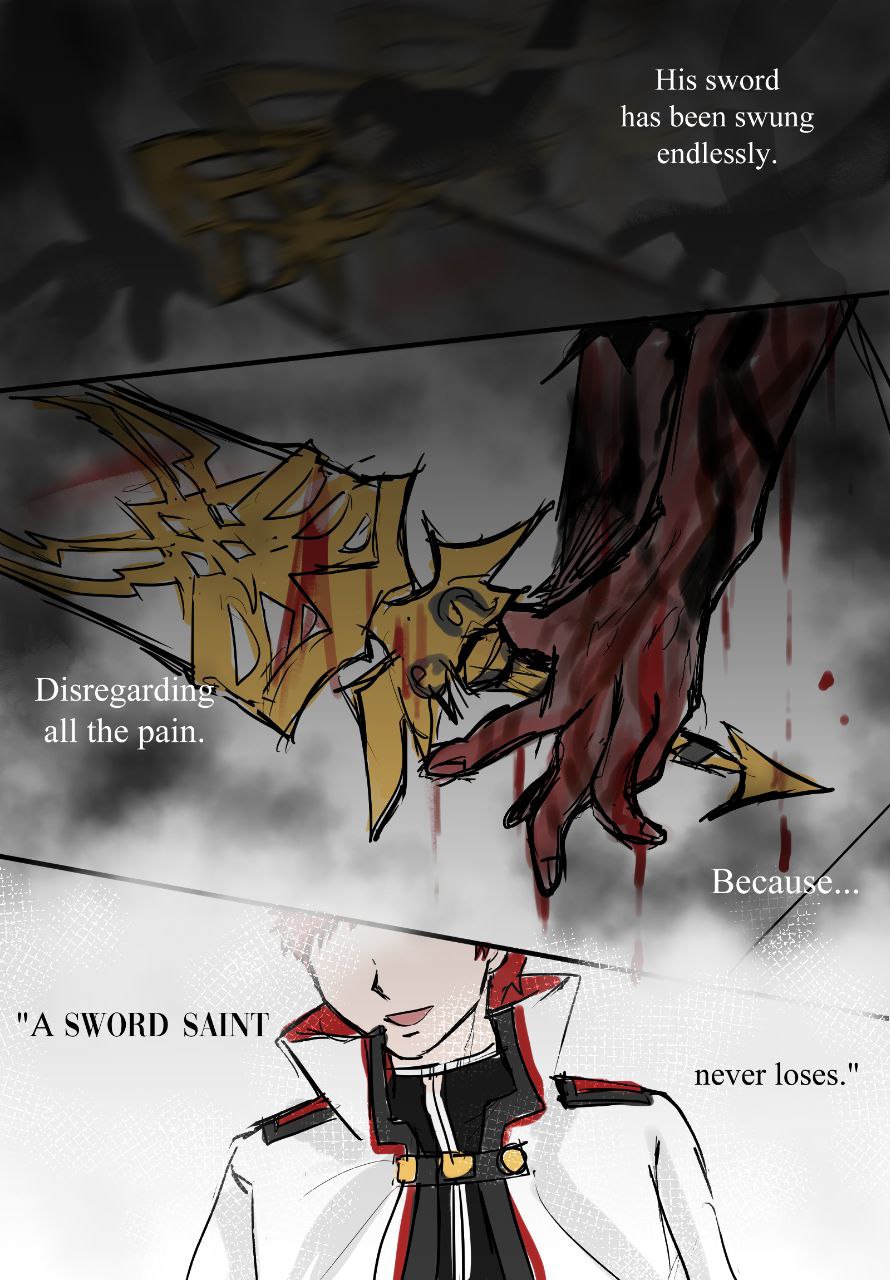 His sword
has been swung
endlessly.
Disregarding
all the pain.
Because...
"A SWORD SAINT
never loses."